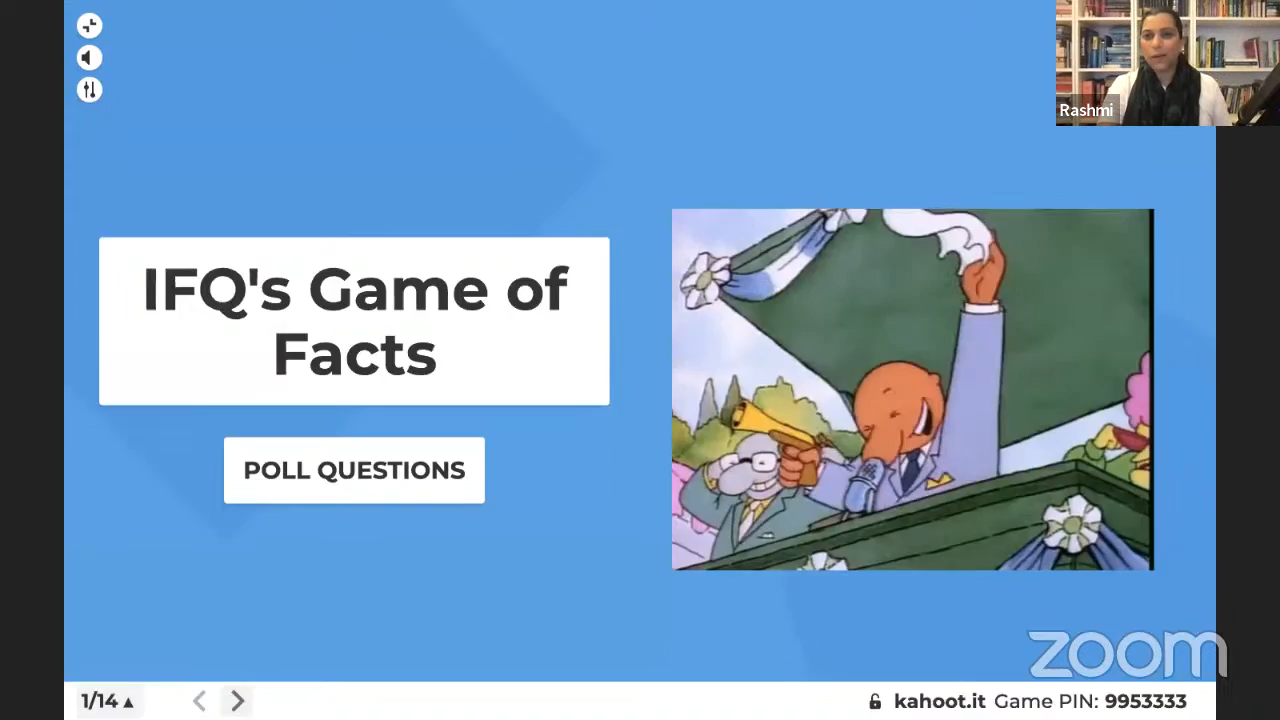 Rashmi
IFQ's Game of
Facts
POLL QUESTIONS
zoom
1/14 ▲
kahoot.it Game PIN: 9953333